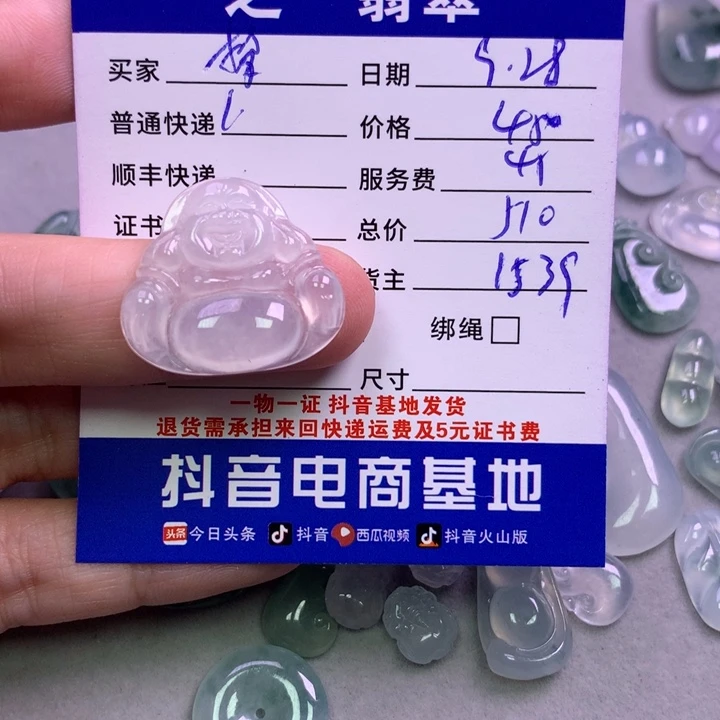 之 翡翠
买家 日期 5.28
普通快递 价格 450
顺丰快递 服务费
证书 总价 510
货主 1539
绑绳
尺寸
一物一证 抖音基地发货
退货需承担来回快递运费及5元证书费
抖音电商基地
头条 今日头条 抖音 西瓜视频 抖音火山版